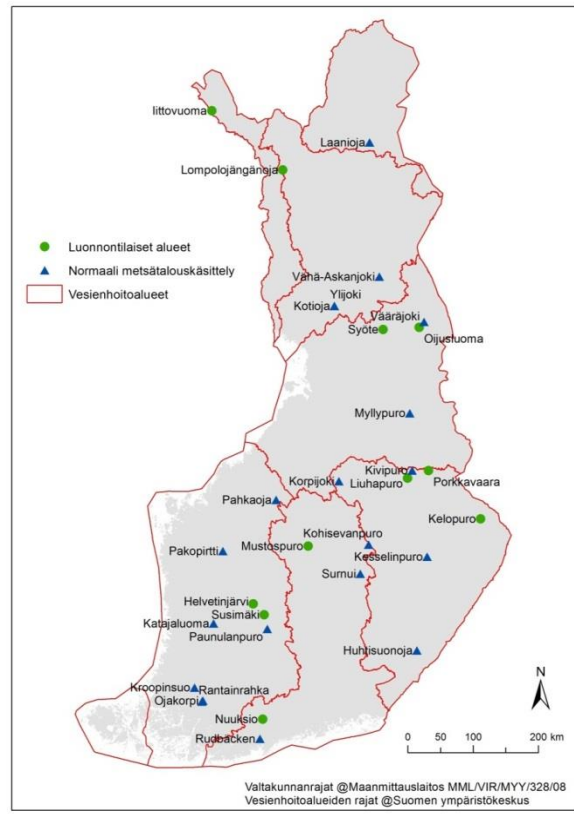 Iittovuoma
Laanioja
Lompolojängänoja
Luonnontilaiset alueet
Normaali metsätalouskäsittely
Vesienhoitoalueet
Vähä-Askanjoki
Ylijoki
Kotioja
Vääräjoki
Syöte
Oijusluoma
Myllypuro
Kivipuro
Korpijoki
Liuhapuro
Porkkavaara
Pahkaoja
Kelopuro
Kohisevanpuro
Mustospuro
Pakopirtti
Kesselinpuro
Surnui
Helvetinjärvi
Susimäki
Katajaluoma
Paunulanpuro
Huhtisuonoja
Kroopinsuo
Rantainrahka
Ojakorpi
Nuuksio
Rudbäcken
N
0 50 100 200 km
Valtakunnanrajat @Maanmittauslaitos MML/VIR/MYY/328/08
Vesienhoitoalueiden rajat @Suomen ympäristökeskus